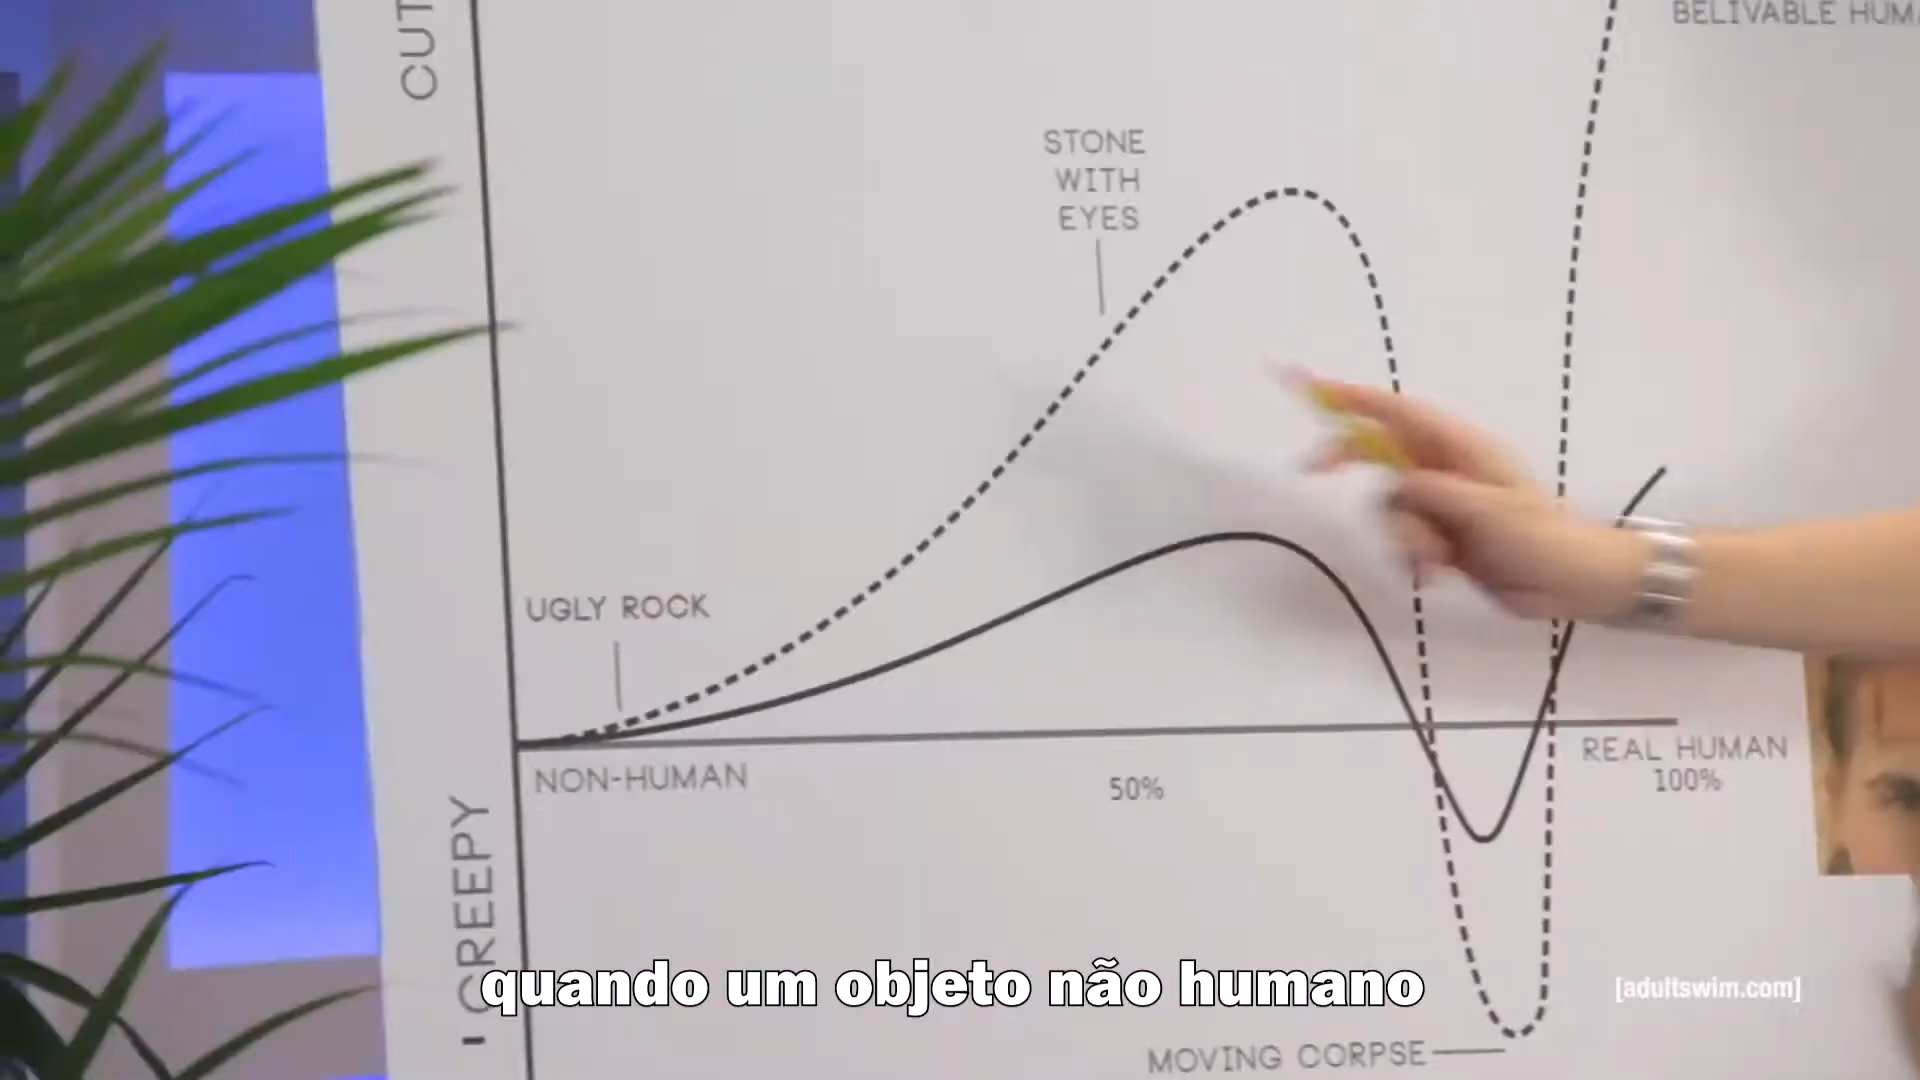 CUT
BELIVABLE HUMA
STONE
WITH
EYES
UGLY ROCK
NON-HUMAN
50%
REAL HUMAN
100%
- CREEPY
quando um objeto não humano
[adultswim.com]
MOVING CORPSE